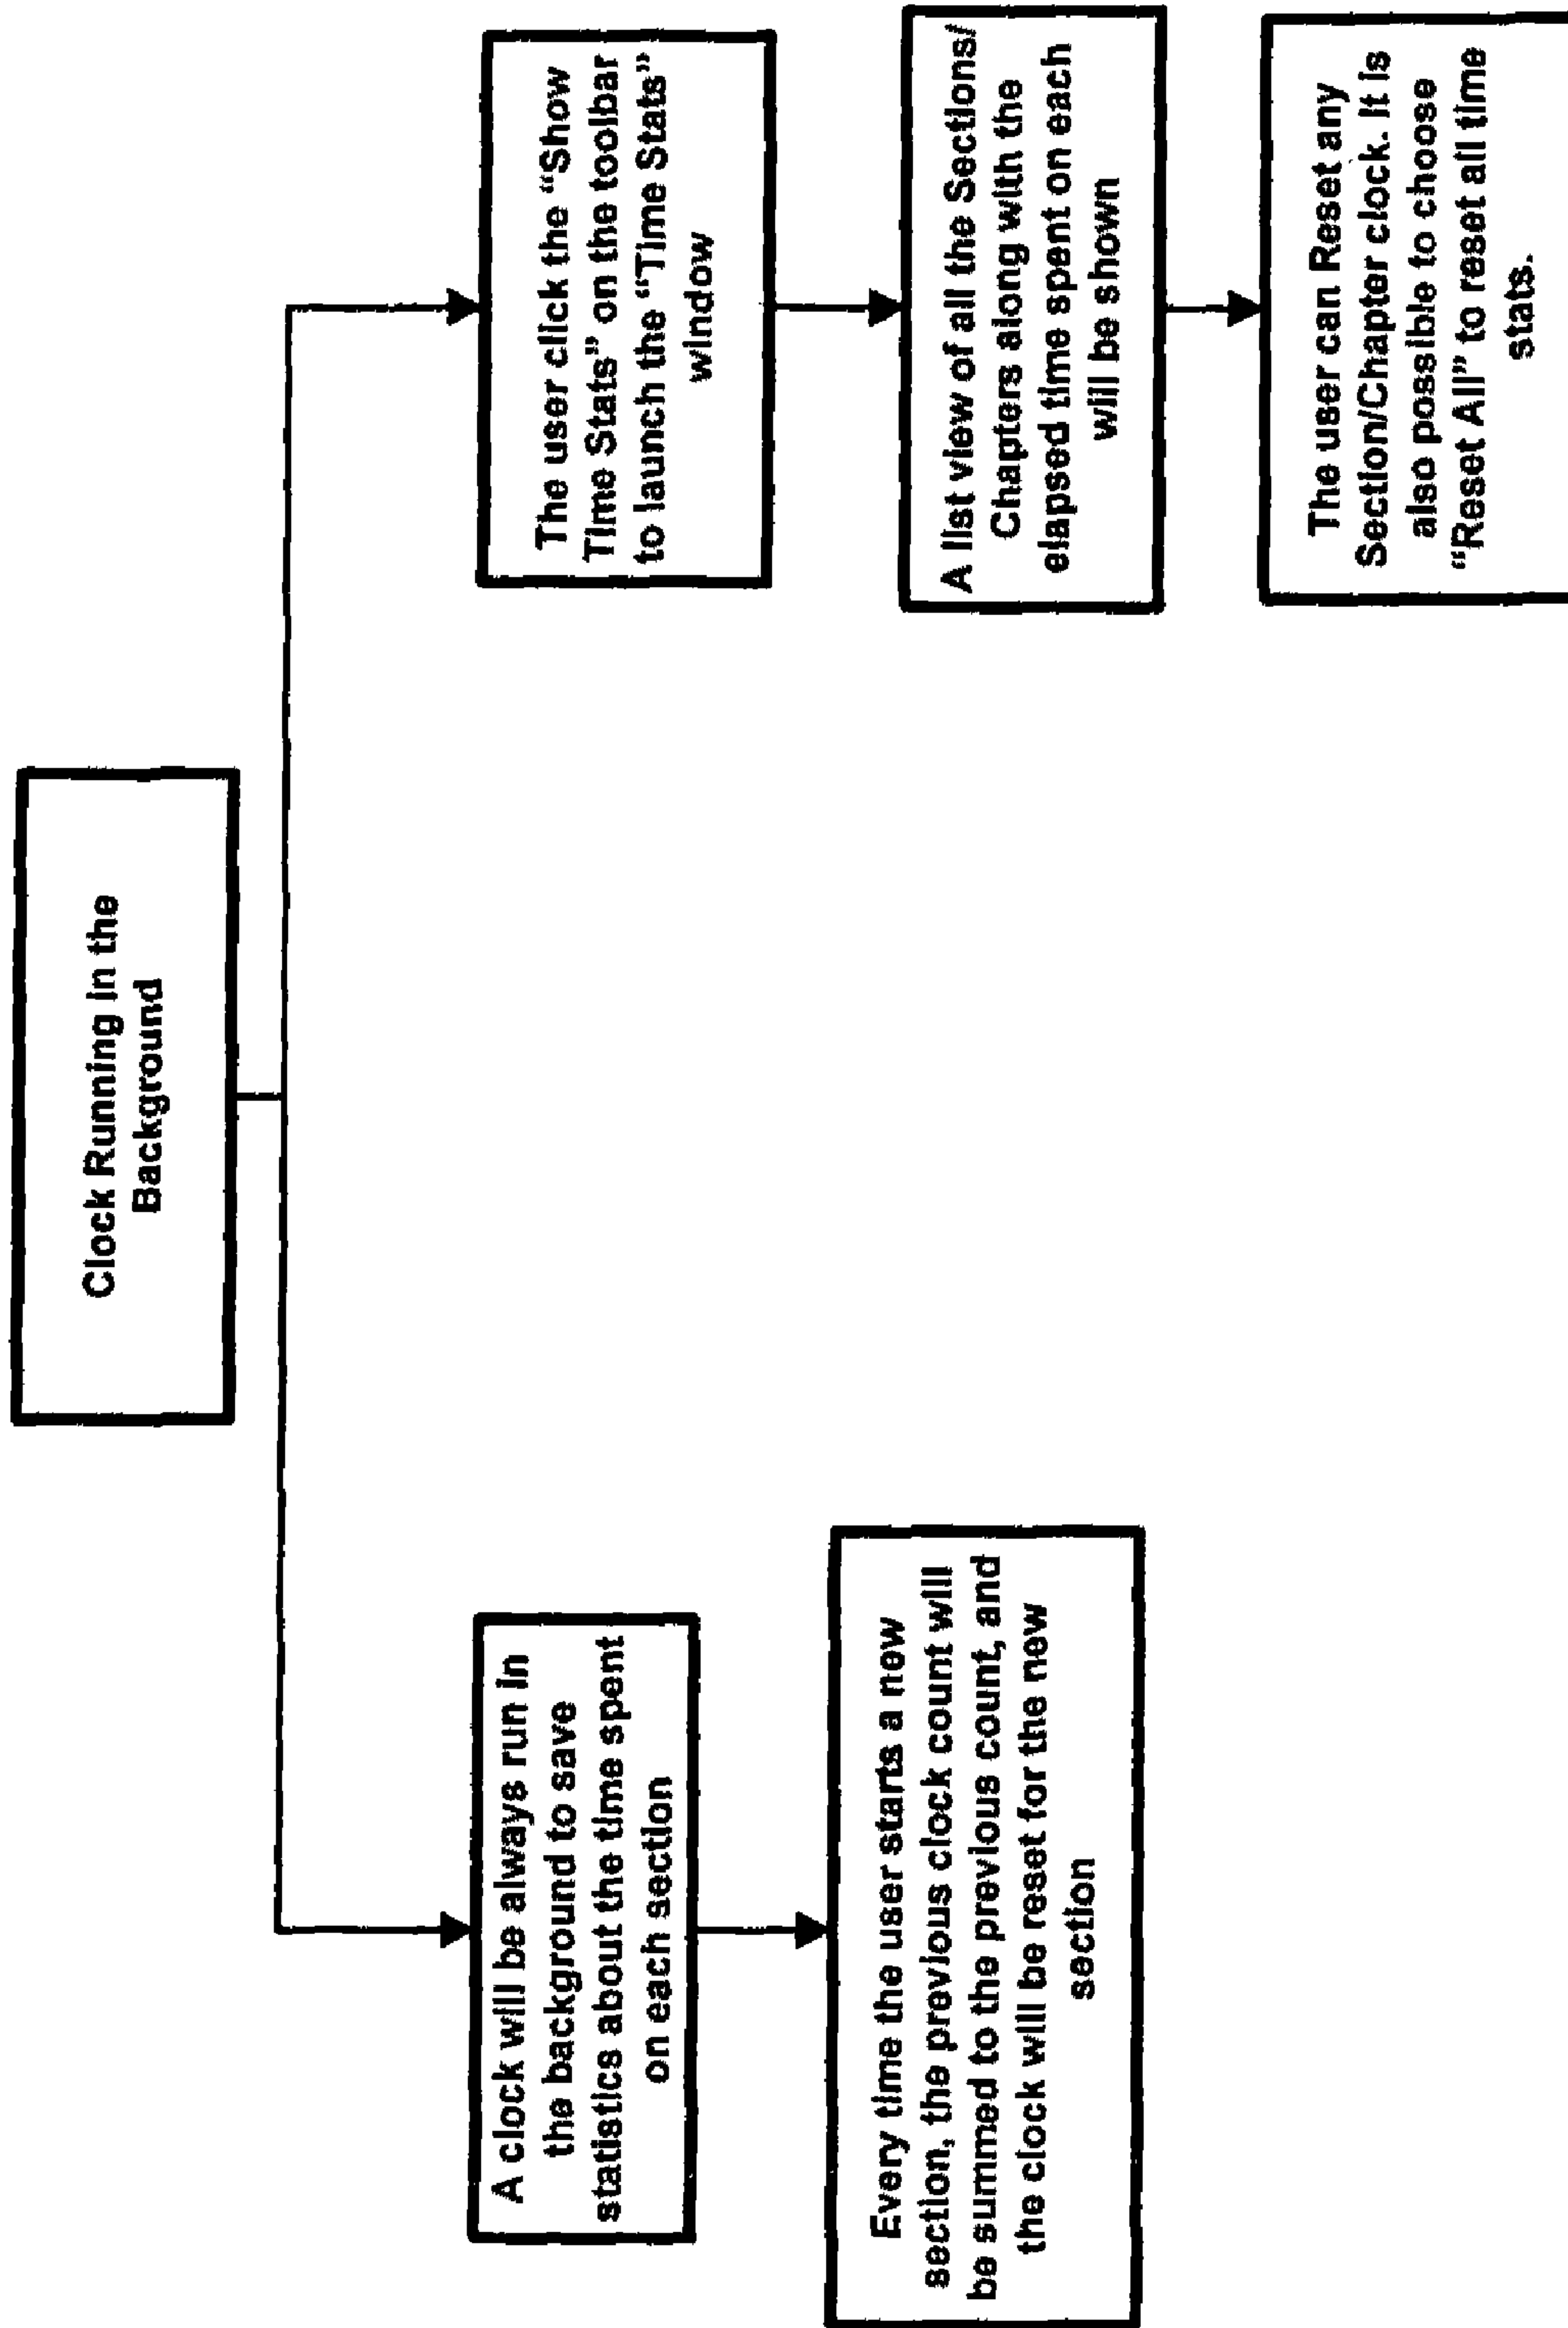 Clock Running in the
Background
A clock will be always run in
the background to save
statistics about the time spent
on each section
Every time the user starts a new
section, the previous clock count will
be summed to the previous count, and
the clock will be reset for the new
section
The user click the “Show
Time Stats” on the toolbar
to launch the “Time Stats”
window
A list view of all the Sections/
Chapters along with the
elapsed time spent on each
will be shown
The user can Reset any
Section/Chapter clock. It is
also possible to choose
“Reset All” to reset all time
stats.